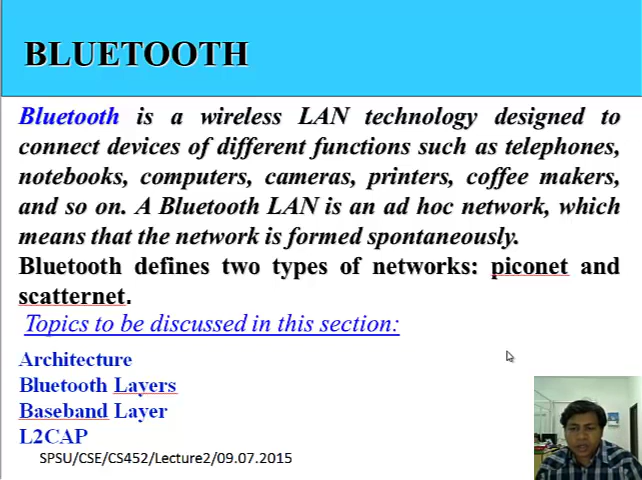 BLUETOOTH
Bluetooth is a wireless LAN technology designed to
connect devices of different functions such as telephones,
notebooks, computers, cameras, printers, coffee makers,
and so on. A Bluetooth LAN is an ad hoc network, which
means that the network is formed spontaneously.
Bluetooth defines two types of networks: piconet and
scatternet.
Topics to be discussed in this section:
Architecture
Bluetooth Layers
Baseband Layer
L2CAP
SPSU/CSE/CS452/Lecture2/09.07.2015